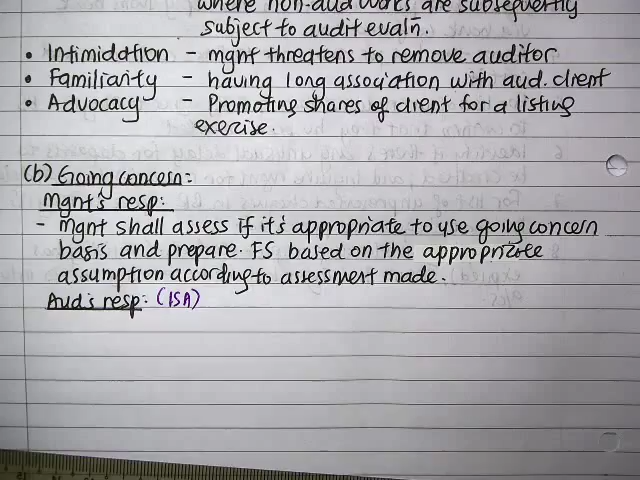 where non-aud works are subsequently
subject to audit evaln.
• Intimidation - mgnt threatens to remove auditor
• Familiarity - having long association with aud. client
• Advocacy - Promoting shares of client for a listing
exercise.
(b) Going concern:
Mgnt's resp:
- Mgnt shall assess if it's appropriate to use going concern
basis and prepare FS based on the appropriate
assumption according to assessment made.
Aud's resp: (ISA)